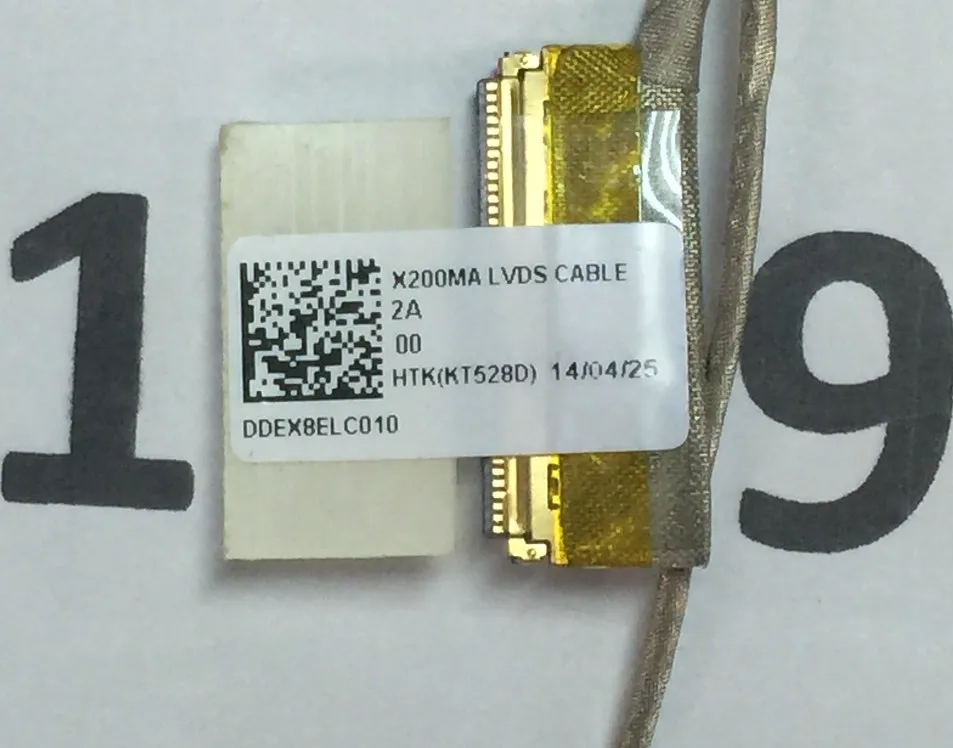 X200MA LVDS CABLE
2A
00
HTK(KT528D) 14/04/25
DDEX8ELC010
1 9